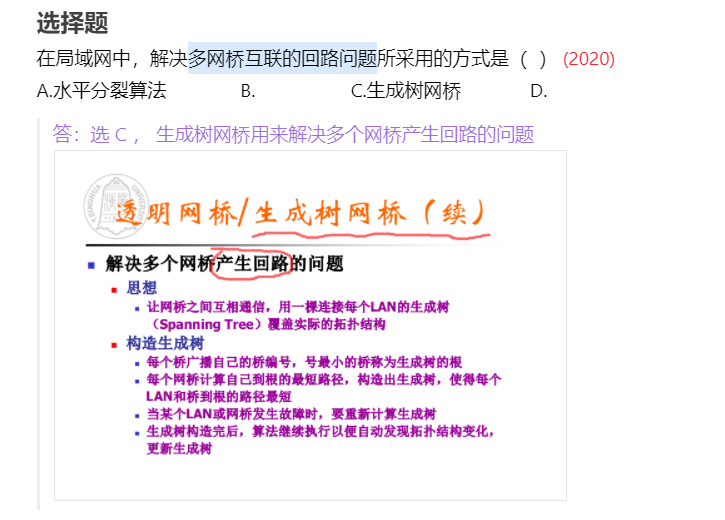 选择题
在局域网中，解决多网桥互联的回路问题所采用的方式是（ ） (2020)
A.水平分裂算法 B. C.生成树网桥 D.
答：选 C ， 生成树网桥用来解决多个网桥产生回路的问题
透明网桥/生成树网桥（续）
解决多个网桥产生回路的问题
思想
让网桥之间互相通信，用一棵连接每个LAN的生成树
（Spanning Tree）覆盖实际的拓扑结构
构造生成树
每个桥广播自己的桥编号，号最小的桥称为生成树的根
每个网桥计算自己到根的最短路径，构造出生成树，使得每个
LAN和桥到根的路径最短
当某个LAN或网桥发生故障时，要重新计算生成树
生成树构造完后，算法继续执行以便自动发现拓扑结构变化，
更新生成树